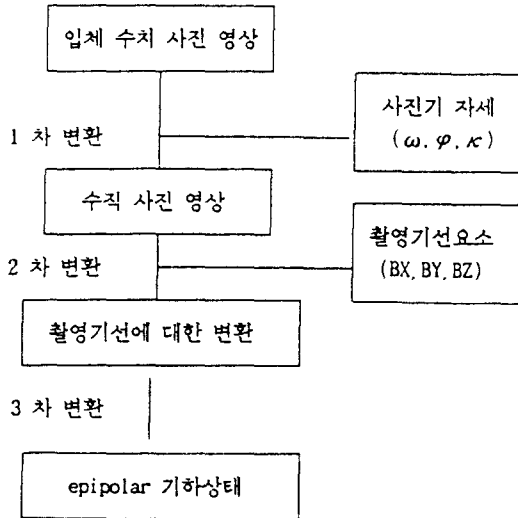 입체 수치 사진 영상
사진기 자세
(ω. φ. κ)
1 차 변환
수직 사진 영상
촬영기선요소
(BX, BY, BZ)
2 차 변환
촬영기선에 대한 변환
3 차 변환
epipolar 기하상태